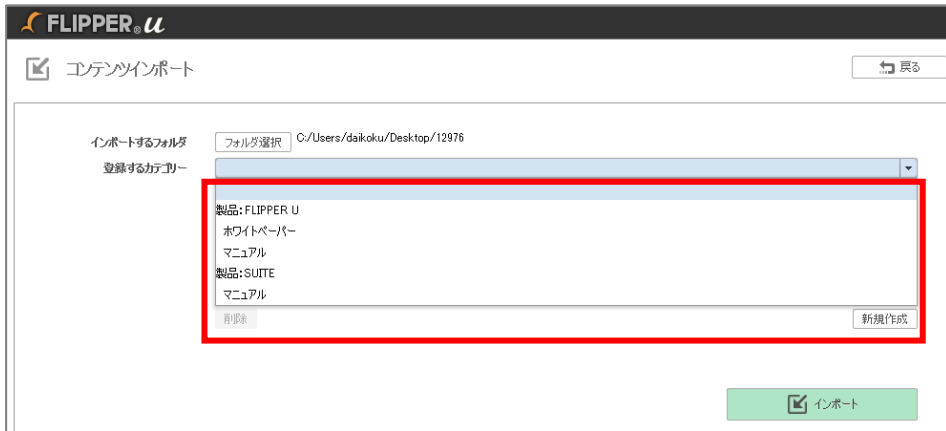 FLIPPER® u
コンテンツインポート
戻る
インポートするフォルダ フォルダ選択 C:/Users/daikoku/Desktop/12976
登録するカテゴリー
製品:FLIPPER U
ホワイトペーパー
マニュアル
製品:SUITE
マニュアル
削除 新規作成
インポート